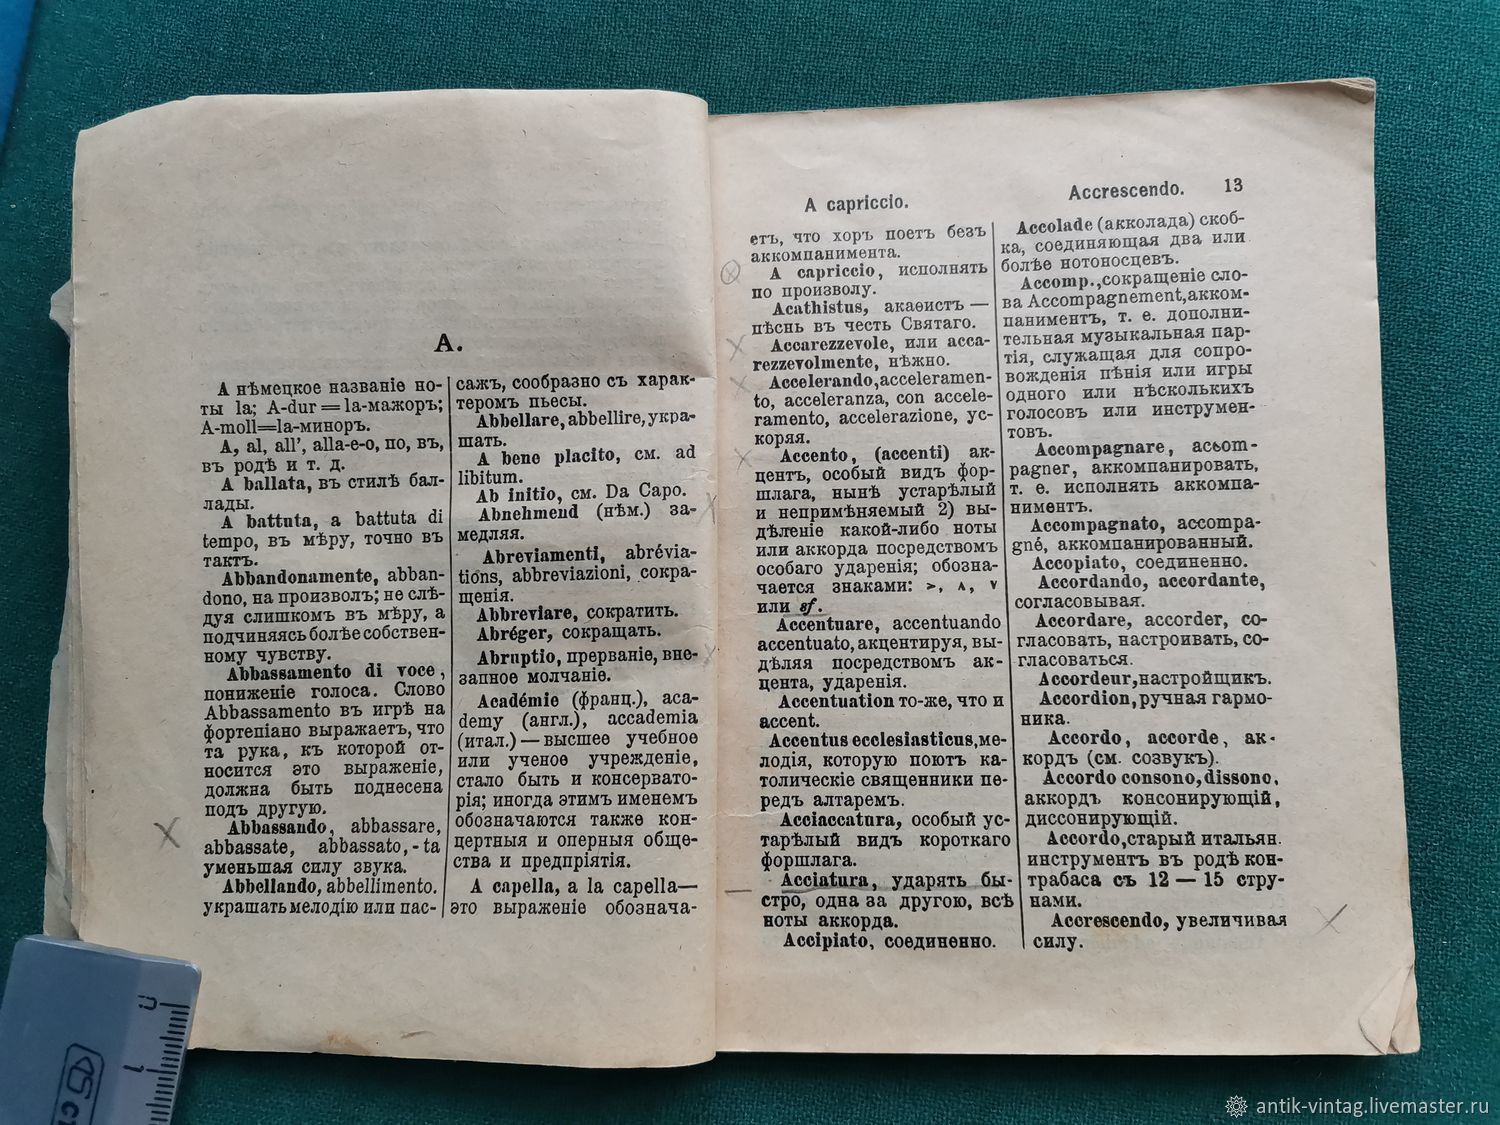 А.
А нѣмецкое названіе но-
ты la; A-dur = la-мажоръ;
A-moll=la-миноръ.
А, al, all', alla-е-о, по, въ,
въ родѣ и т. д.
A ballata, въ стилѣ бал-
лады.
A battuta, a battuta di
tempo, въ мѣру, точно въ
тактъ.
Abbandonamente, abban-
dono, на произволъ; не слѣ-
дуя слишкомъ въ мѣру, а
подчиняясь болѣе собствен-
ному чувству.
Abbassamento di voce,
пониженіе голоса. Слово
Abbassamento въ игрѣ на
фортепіано выражаетъ, что
та рука, къ которой от-
носится это выраженіе,
должна быть поднесена
подъ другую.
Abbassando, abbassare,
abbassate, abbassato, -ta
уменьшая силу звука.
Abbellando, abbellimento.
украшать мелодію или пас-
сажъ, сообразно съ харак-
теромъ пьесы.
Abbellare, abbellire, укра-
шать.
A bene placito, см. ad
libitum.
Ab initio, см. Da Capo.
Abnehmend (нѣм.) за-
медляя.
Abreviamenti, abrévia-
tions, abbreviazioni, сокра-
щенія.
Abbreviare, сократить.
Abréger, сокращать.
Abruptio, прерваніе, вне-
запное молчаніе.
Académie (франц.), aca-
demy (англ.), accademia
(итал.) — высшее учебное
или ученое учрежденіе,
стало быть и консервато-
рія; иногда этимъ именемъ
обозначаются также кон-
цертныя и оперныя обще-
ства и предпріятія.
A capella, a la capella—
это выраженіе обознача-
A capriccio.
Accrescendo. 13
етъ, что хоръ поетъ безъ
аккомпанимента.
A capriccio, исполнять
по произволу.
Acathistus, акаѳистъ —
пѣснь въ честь Святаго.
Accarezzevole, или acca-
rezzevolmente, нѣжно.
Accelerando, acceleramen-
to, acceleranza, con accele-
ramento, accelerazione, ус-
коряя.
Accento, (accenti) ак-
центъ, особый видъ фор-
шлага, нынѣ устарѣлый
и непримѣняемый 2) вы-
дѣленіе какой-либо ноты
или аккорда посредствомъ
особаго ударенія; обозна-
чается знаками: >, ʌ, v
или sf.
Accentuare, accentuando
accentuato, акцентируя, вы-
дѣляя посредствомъ ак-
цента, ударенія.
Accentuation то-же, что и
accent.
Accentus ecclesiasticus, ме-
лодія, которую поютъ ка-
толическіе священники пе-
редъ алтаремъ.
Acciaccatura, особый ус-
тарѣлый видъ короткаго
форшлага.
Acciatura, ударять бы-
стро, одна за другою, всѣ
ноты аккорда.
Accipiato, соединенно.
Accolade (акколада) скоб-
ка, соединяющая два или
болѣе нотоносцевъ.
Accomp., сокращеніе сло-
ва Accompagnement, акком-
паниментъ, т. е. дополни-
тельная музыкальная пар-
тія, служащая для сопро-
вожденія пѣнія или игры
одного или нѣсколькихъ
голосовъ или инструмен-
товъ.
Accompagnare, accom-
pagner, аккомпанировать,
т. е. исполнять аккомпа-
ниментъ.
Accompagnato, accompa-
gné, аккомпанированный.
Accopiato, соединенно.
Accordando, accordante,
согласовывая.
Accordare, accorder, со-
гласовать, настроивать, со-
гласоваться.
Accordeur, настройщикъ.
Accordion, ручная гармо-
ника.
Accordo, accorde, ак-
кордъ (см. созвукъ).
Accordo consono, dissono,
аккордъ консонирующій,
диссонирующій.
Accordo, старый итальян.
инструментъ въ родѣ кон-
трабаса съ 12 — 15 стру-
нами.
Accrescendo, увеличивая
силу.
0
1
antik-vintag.livemaster.ru